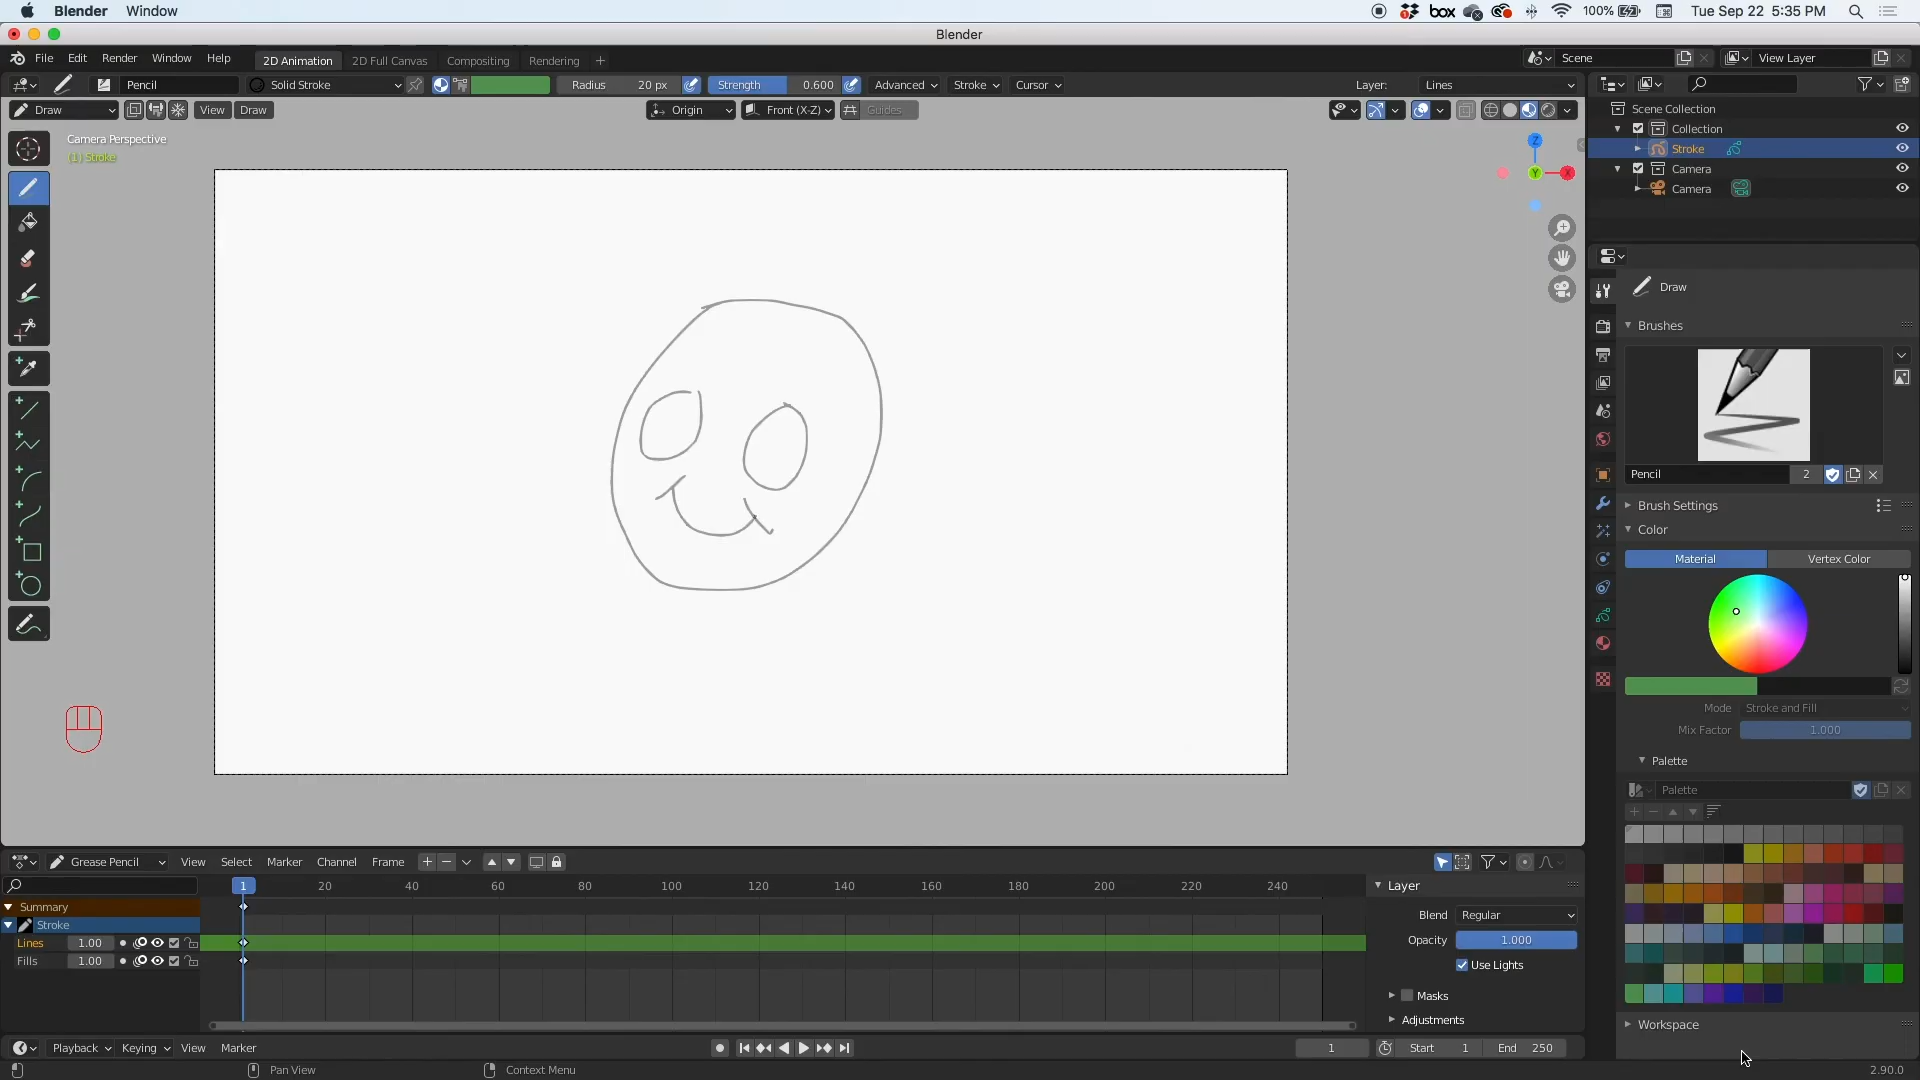 Blender Window
box 100% Tue Sep 22 5:35 PM
Blender
File Edit Render Window Help 2D Animation 2D Full Canvas Compositing Rendering + Scene View Layer
Pencil Solid Stroke Radius 20 px Strength 0.600 Advanced Stroke Cursor Layer: Lines
Draw View Draw Origin Front (X-Z) Guides
Scene Collection
Collection
Stroke
Camera
Camera
Camera Perspective
(1) Stroke
Z
Y X
Draw
Brushes
Pencil 2
Brush Settings
Color
Material Vertex Color
Mode Stroke and Fill
Mix Factor 1.000
Palette
Palette
Workspace
Grease Pencil View Select Marker Channel Frame
1 20 40 60 80 100 120 140 160 180 200 220 240
Summary
Stroke
Lines 1.00
Fills 1.00
Layer
Blend Regular
Opacity 1.000
Use Lights
Masks
Adjustments
Playback Keying View Marker 1 Start 1 End 250
Pan View Context Menu 2.90.0